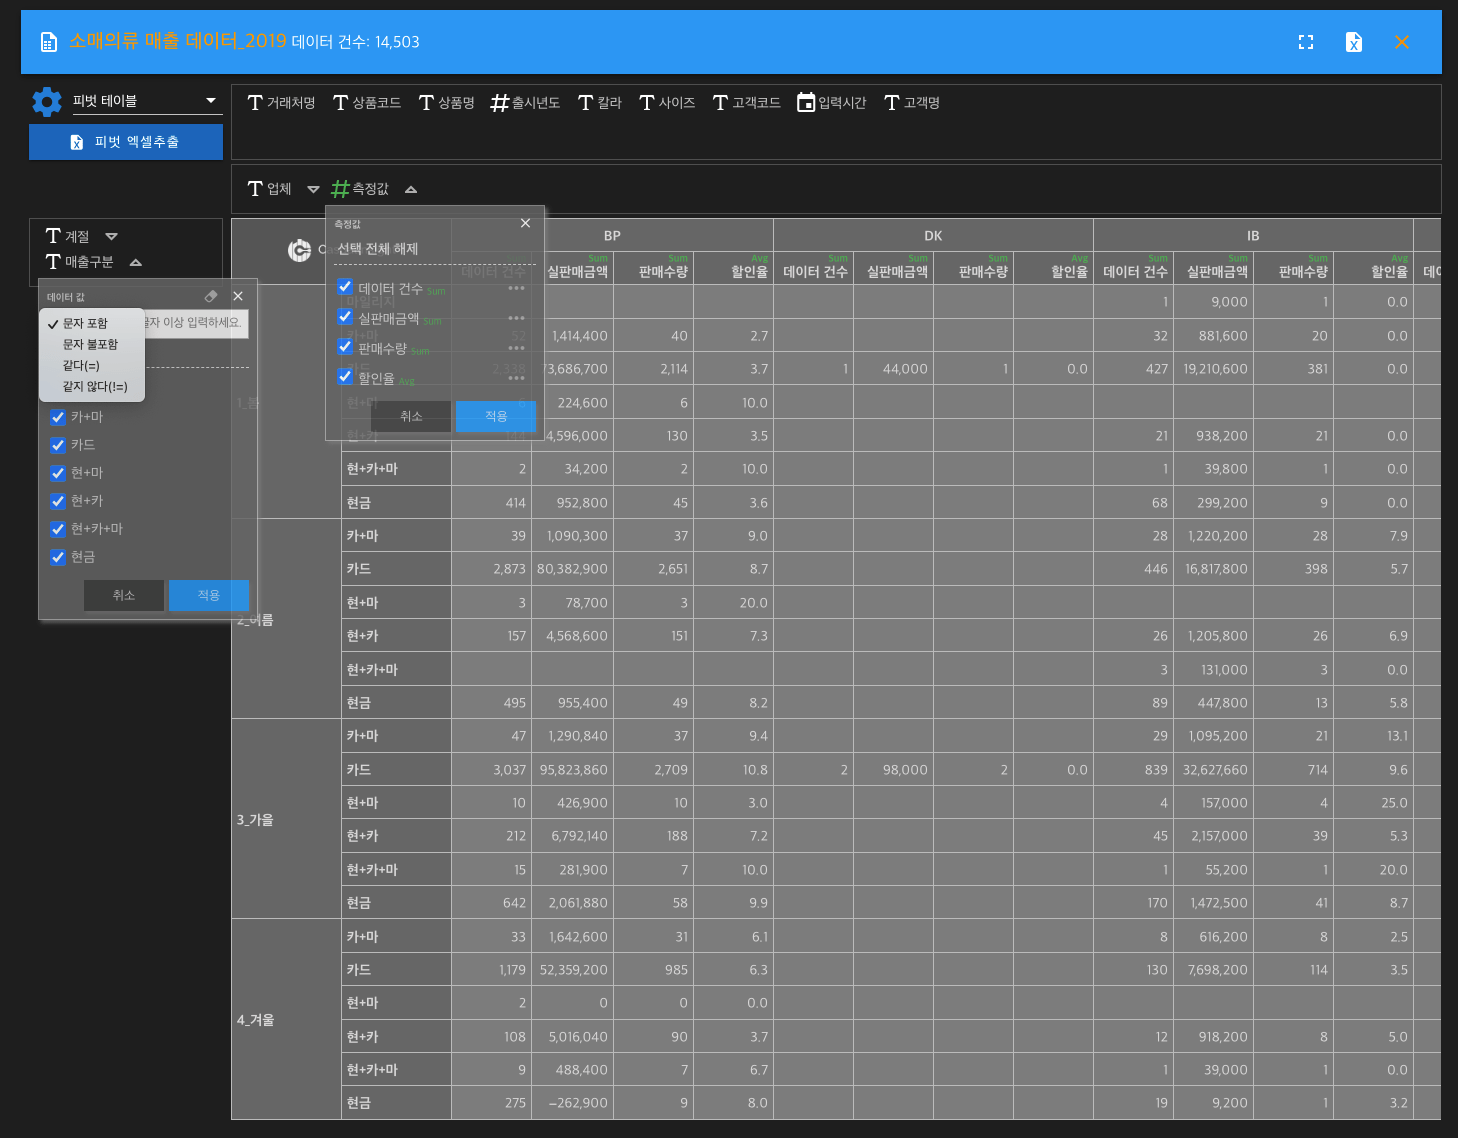 소매의류 매출 데이터_2019 데이터 건수: 14,503
피벗 테이블
피벗 엑셀추출
거래처명 상품코드 상품명 출시년도 칼라 사이즈 고객코드 입력시간 고객명
업체 측정값
계절
매출구분
데이터 값
문자 포함
문자 불포함
같다(=)
같지 않다(!=)
이상 입력하세요.
카+마
카드
현+마
현+카
현+카+마
현금
취소 적용
측정값
선택 전체 해제
데이터 건수 Sum
실판매금액 Sum
판매수량 Sum
할인율 Avg
취소 적용
BP DK IB
Sum Sum Avg Sum Sum Sum Avg Sum Sum Sum Avg
데이터 건수 실판매금액 판매수량 할인율 데이터 건수 실판매금액 판매수량 할인율 데이터 건수 실판매금액 판매수량 할인율
1_봄
마일리지 1 9,000 1 0.0
카+마 52 1,414,400 40 2.7 32 881,600 20 0.0
카드 2,338 73,686,700 2,114 3.7 1 44,000 1 0.0 427 19,210,600 381 0.0
현+마 224,600 6 10.0
현+카 4,596,000 130 3.5 21 938,200 21 0.0
현+카+마 2 34,200 2 10.0 1 39,800 1 0.0
현금 414 952,800 45 3.6 68 299,200 9 0.0
2_여름
카+마 39 1,090,300 37 9.0 28 1,220,200 28 7.9
카드 2,873 80,382,900 2,651 8.7 446 16,817,800 398 5.7
현+마 3 78,700 3 20.0
현+카 157 4,568,600 151 7.3 26 1,205,800 26 6.9
현+카+마 3 131,000 3 0.0
현금 495 955,400 49 8.2 89 447,800 13 5.8
3_가을
카+마 47 1,290,840 37 9.4 29 1,095,200 21 13.1
카드 3,037 95,823,860 2,709 10.8 2 98,000 2 0.0 839 32,627,660 714 9.6
현+마 10 426,900 10 3.0 4 157,000 4 25.0
현+카 212 6,792,140 188 7.2 45 2,157,000 39 5.3
현+카+마 15 281,900 7 10.0 1 55,200 1 20.0
현금 642 2,061,880 58 9.9 170 1,472,500 41 8.7
4_겨울
카+마 33 1,642,600 31 6.1 8 616,200 8 2.5
카드 1,179 52,359,200 985 6.3 130 7,698,200 114 3.5
현+마 2 0 0 0.0
현+카 108 5,016,040 90 3.7 12 918,200 8 5.0
현+카+마 9 488,400 7 6.7 1 39,000 1 0.0
현금 275 −262,900 9 8.0 19 9,200 1 3.2